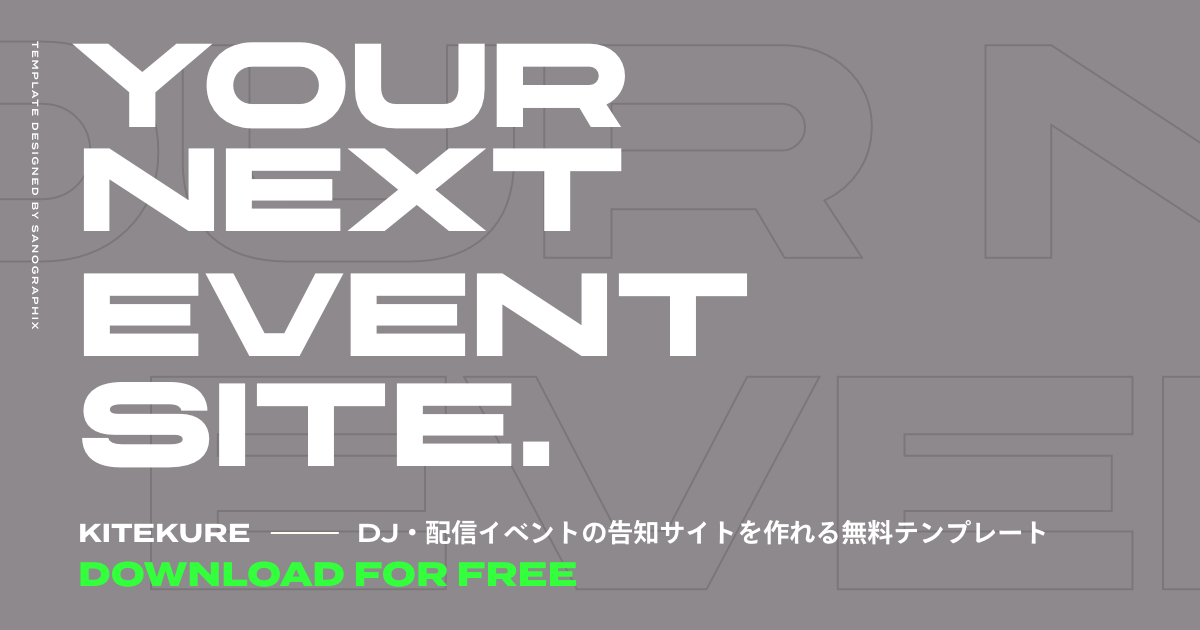 TEMPLATE DESIGNED BY SANOGRAPHIX
YOUR
NEXT
EVENT
SITE.
KITEKURE —— DJ・配信イベントの告知サイトを作れる無料テンプレート
DOWNLOAD FOR FREE